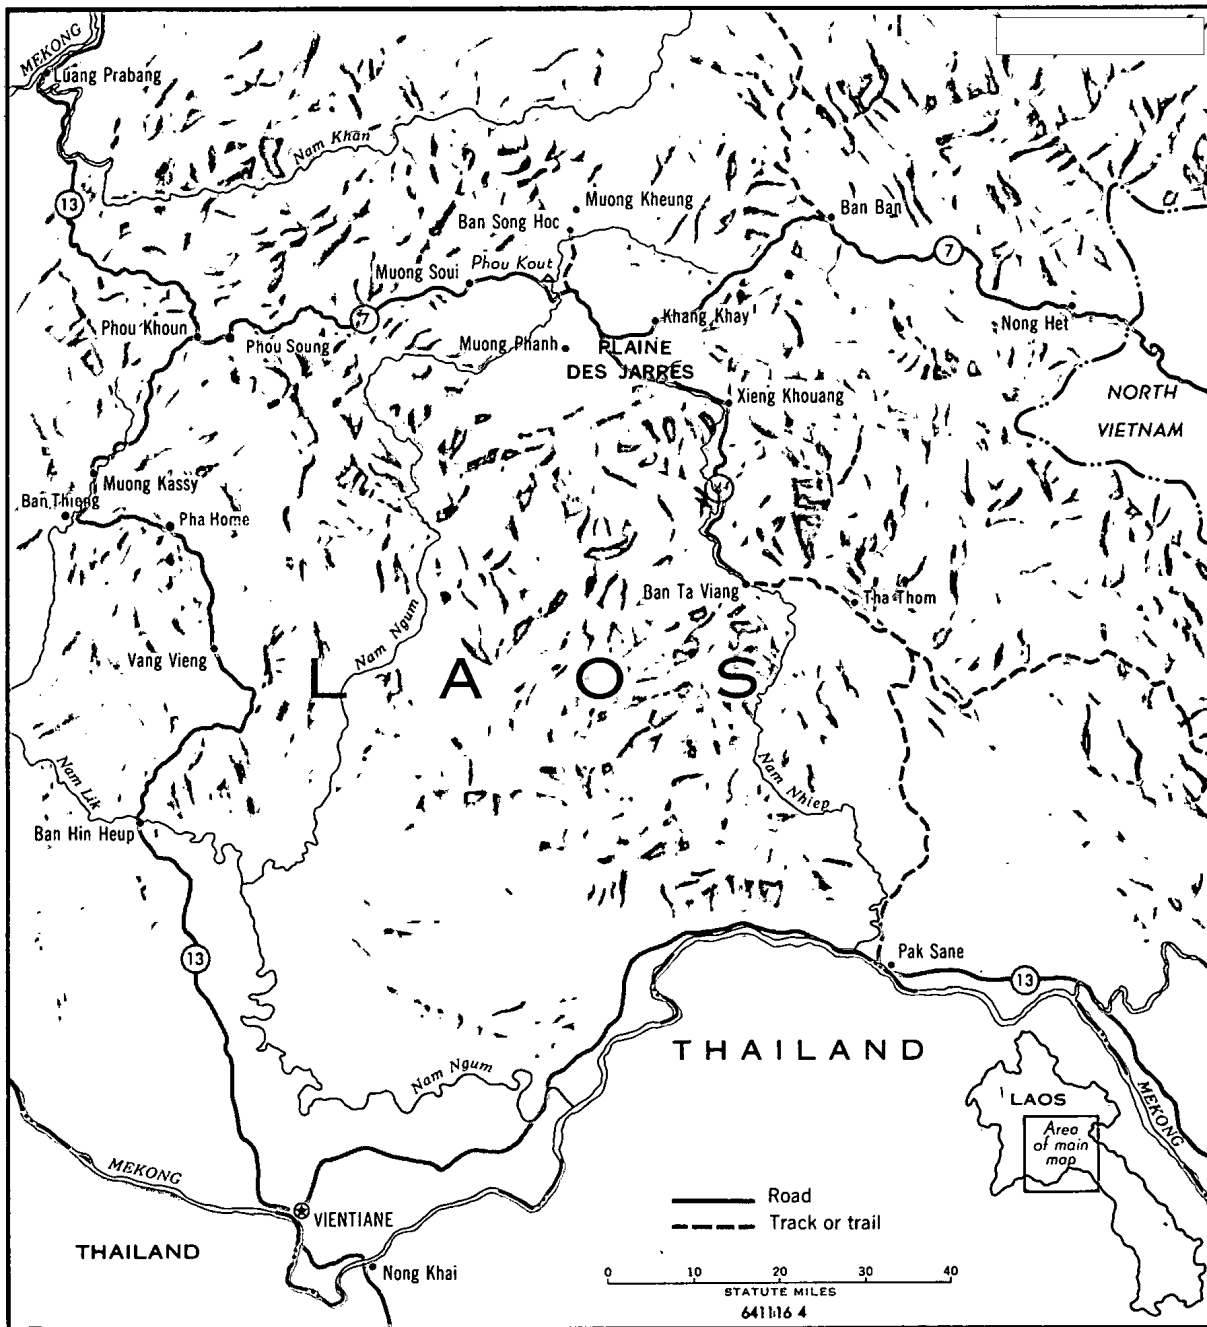 MEKONG
Luang Prabang
Nam Khan
13
Muong Kheung
Ban Song Hoc
Ban Ban
7
Muong Soui
Phou Kout
7
Khang Khay
Nong Het
Phou Khoun
Phou Soung
Muong Phanh
PLAINE
DES JARRES
Xieng Khouang
NORTH
VIETNAM
Muong Kassy
Ban Thieng
Pha Home
Ban Ta Viang
Tha Thom
Nam Ngum
Vang Vieng
LAOS
Nam Lik
Nam Nhiep
Ban Hin Heup
13
Pak Sane
13
THAILAND
Nam Ngum
LAOS
Area
of main
map
MEKONG
MEKONG
Road
Track or trail
VIENTIANE
THAILAND
Nong Khai
0 10 20 30 40
STATUTE MILES
641116 4